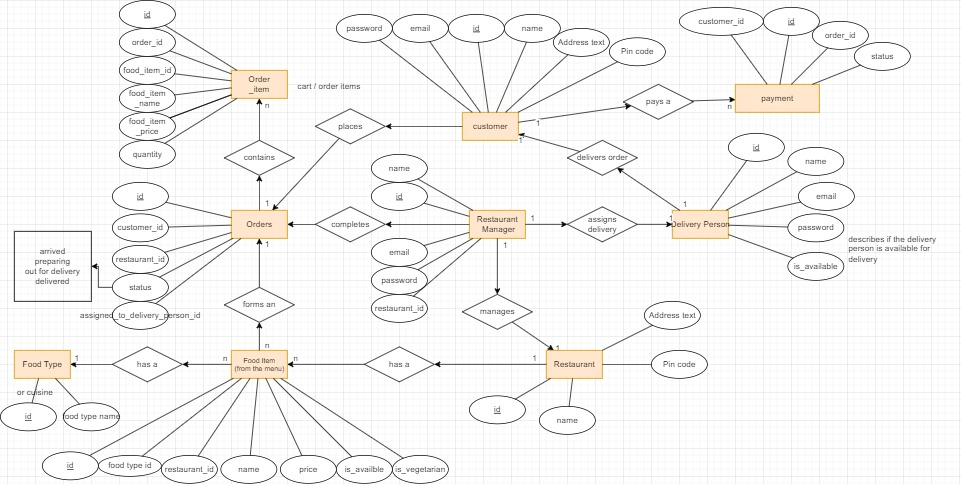 id
order_id
food_item_id
food_item
_name
food_item
_price
quantity
Order
_item
cart / order items
n
contains
1
places
password
email
id
name
Address text
Pin code
customer
1
1
pays a
n
payment
customer_id
id
order_id
status
delivers order
1
id
name
email
password
is_available
describes if the delivery
person is available for
delivery
Delivery Person
1
assigns
delivery
1
Restaurant
Manager
name
id
email
password
restaurant_id
1
completes
Orders
1
id
customer_id
restaurant_id
status
assigned_to_delivery_person_id
arrived
preparing
out for delivery
delivered
forms an
n
manages
1
Address text
Pin code
Restaurant
id
name
1
has a
n
Food Item
(from the menu)
n
has a
1
Food Type
or cuisine
id
food type name
id
food type id
restaurant_id
name
price
is_availble
is_vegetarian